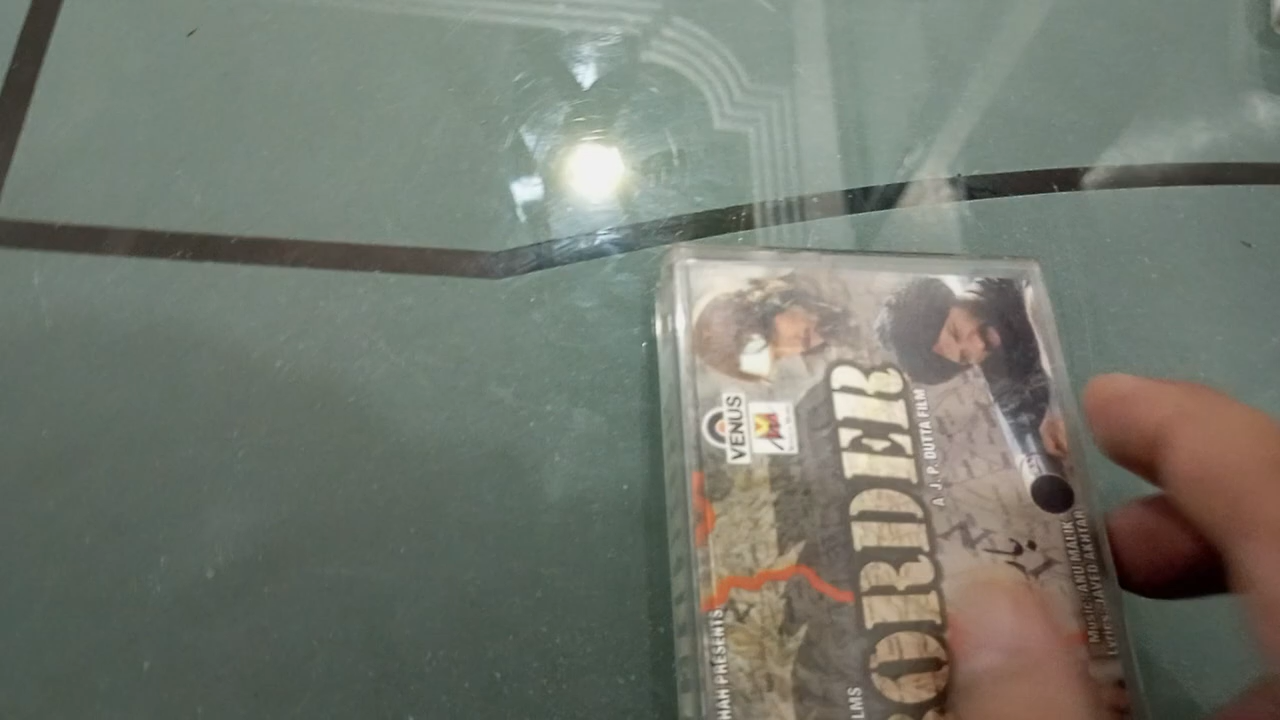 VENUS
HAH PRESENTS
LMS
BORDER
A J. P. DUTTA FILM
Music: ANU MALIK
Lyrics: JAVED AKHTAR